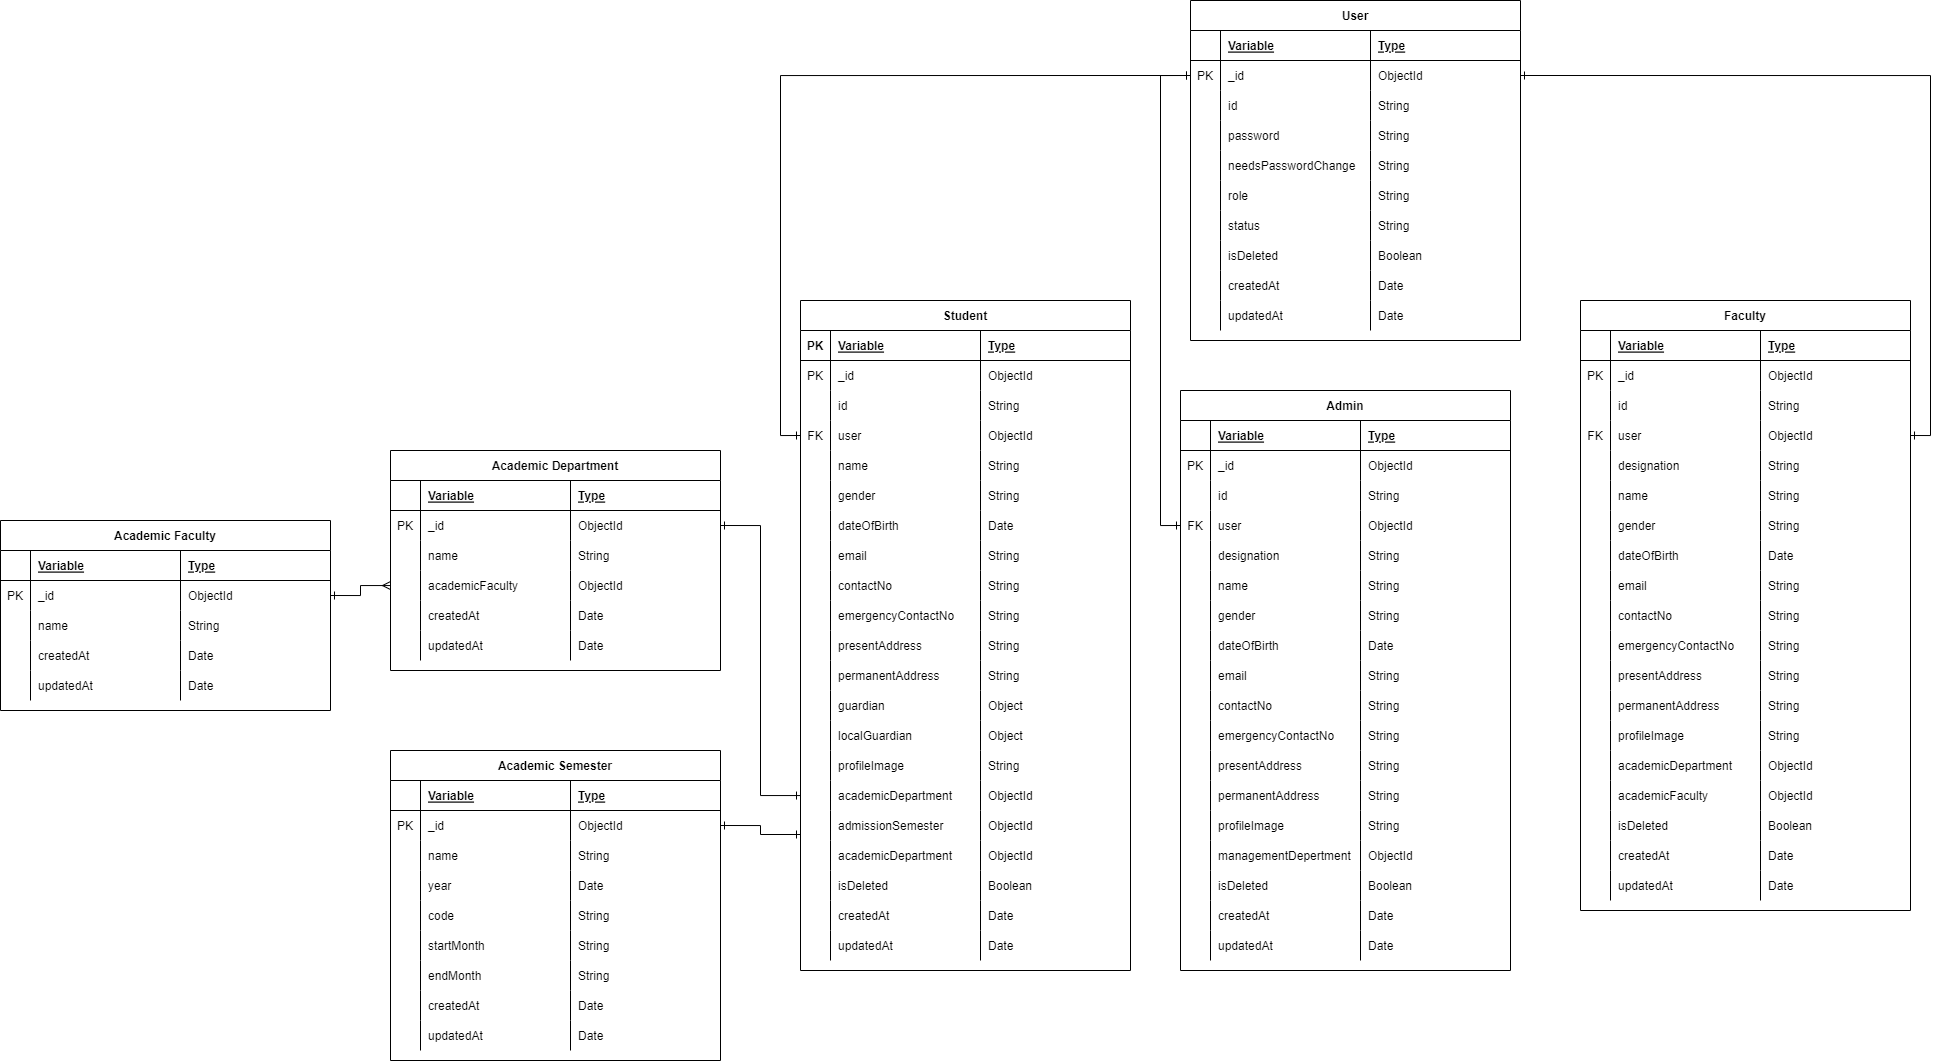 User
Variable Type
PK _id ObjectId
id String
password String
needsPasswordChange String
role String
status String
isDeleted Boolean
createdAt Date
updatedAt Date
Student
PK Variable Type
PK _id ObjectId
id String
FK user ObjectId
name String
gender String
dateOfBirth Date
email String
contactNo String
emergencyContactNo String
presentAddress String
permanentAddress String
guardian Object
localGuardian Object
profileImage String
academicDepartment ObjectId
admissionSemester ObjectId
academicDepartment ObjectId
isDeleted Boolean
createdAt Date
updatedAt Date
Faculty
Variable Type
PK _id ObjectId
id String
FK user ObjectId
designation String
name String
gender String
dateOfBirth Date
email String
contactNo String
emergencyContactNo String
presentAddress String
permanentAddress String
profileImage String
academicDepartment ObjectId
academicFaculty ObjectId
isDeleted Boolean
createdAt Date
updatedAt Date
Admin
Variable Type
PK _id ObjectId
id String
FK user ObjectId
designation String
name String
gender String
dateOfBirth Date
email String
contactNo String
emergencyContactNo String
presentAddress String
permanentAddress String
profileImage String
managementDepertment ObjectId
isDeleted Boolean
createdAt Date
updatedAt Date
Academic Department
Variable Type
PK _id ObjectId
name String
academicFaculty ObjectId
createdAt Date
updatedAt Date
Academic Faculty
Variable Type
PK _id ObjectId
name String
createdAt Date
updatedAt Date
Academic Semester
Variable Type
PK _id ObjectId
name String
year Date
code String
startMonth String
endMonth String
createdAt Date
updatedAt Date